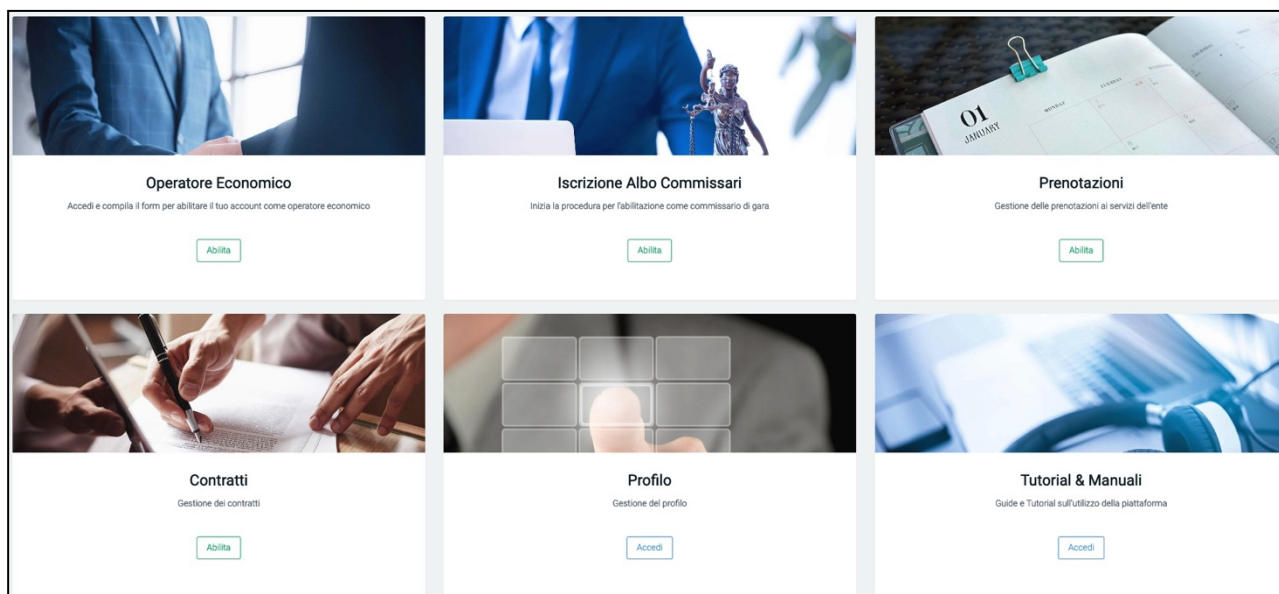 01
JANUARY
MONDAY
TUESDAY
Operatore Economico
Accedi e compila il form per abilitare il tuo account come operatore economico
Abilita
Iscrizione Albo Commissari
Inizia la procedura per l'abilitazione come commissario di gara
Abilita
Prenotazioni
Gestione delle prenotazioni ai servizi dell'ente
Abilita
Contratti
Gestione dei contratti
Abilita
Profilo
Gestione del profilo
Accedi
Tutorial & Manuali
Guide e Tutorial sull'utilizzo della piattaforma
Accedi